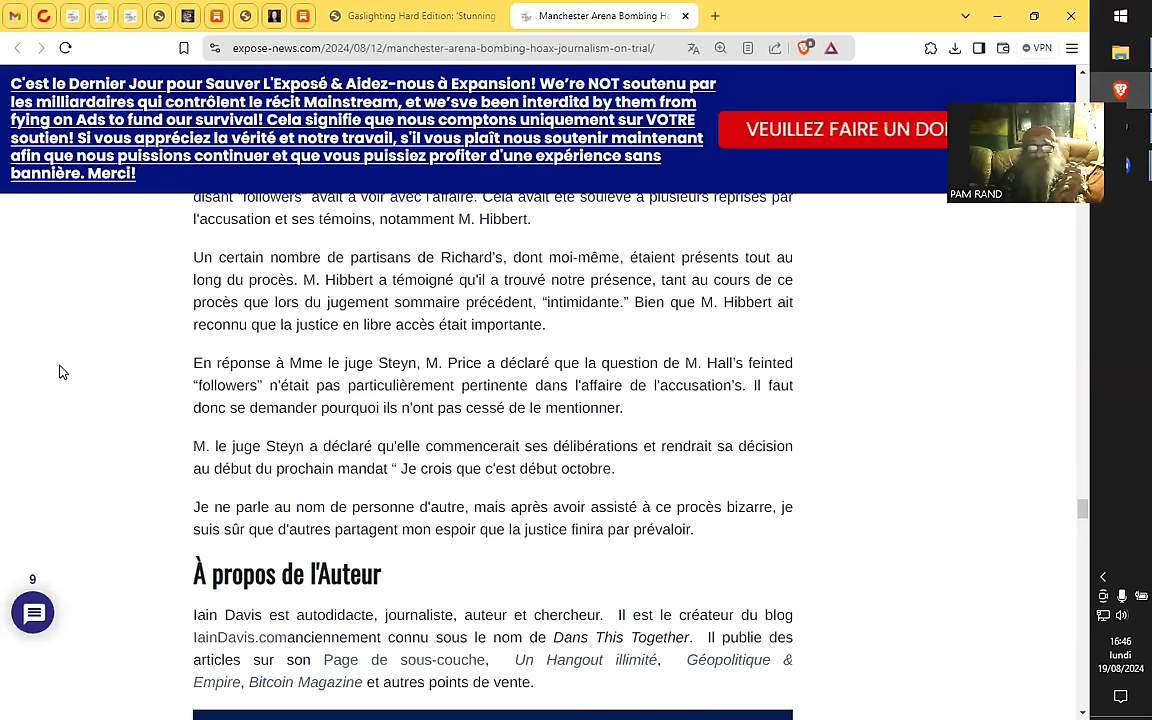 Gaslighting Hard Edition: 'Stunning
Manchester Arena Bombing Ho
expose-news.com/2024/08/12/manchester-arena-bombing-hoax-journalism-on-trial/
VPN
C'est le Dernier Jour pour Sauver L'Exposé & Aidez-nous à Expansion! We're NOT soutenu par
les milliardaires qui contrôlent le récit Mainstream, et we'sve been interditd by them from
fying on Ads to fund our survival! Cela signifie que nous comptons uniquement sur VOTRE
soutien! Si vous appréciez la vérité et notre travail, s'il vous plaît nous soutenir maintenant
afin que nous puissions continuer et que vous puissiez profiter d'une expérience sans
bannière. Merci!
VEUILLEZ FAIRE UN DO
PAM RAND
disant "followers" avait à voir avec l'affaire. Cela avait été soulevé à plusieurs reprises par
l'accusation et ses témoins, notamment M. Hibbert.
Un certain nombre de partisans de Richard's, dont moi-même, étaient présents tout au
long du procès. M. Hibbert a témoigné qu'il a trouvé notre présence, tant au cours de ce
procès que lors du jugement sommaire précédent, “intimidante.” Bien que M. Hibbert ait
reconnu que la justice en libre accès était importante.
En réponse à Mme le juge Steyn, M. Price a déclaré que la question de M. Hall's feinted
“followers” n'était pas particulièrement pertinente dans l'affaire de l'accusation's. Il faut
donc se demander pourquoi ils n'ont pas cessé de le mentionner.
M. le juge Steyn a déclaré qu'elle commencerait ses délibérations et rendrait sa décision
au début du prochain mandat “ Je crois que c'est début octobre.
Je ne parle au nom de personne d'autre, mais après avoir assisté à ce procès bizarre, je
suis sûr que d'autres partagent mon espoir que la justice finira par prévaloir.
À propos de l'Auteur
Iain Davis est autodidacte, journaliste, auteur et chercheur. Il est le créateur du blog
IainDavis.comanciennement connu sous le nom de Dans This Together. Il publie des
articles sur son Page de sous-couche, Un Hangout illimité, Géopolitique &
Empire, Bitcoin Magazine et autres points de vente.
9
16:46
lundi
19/08/2024